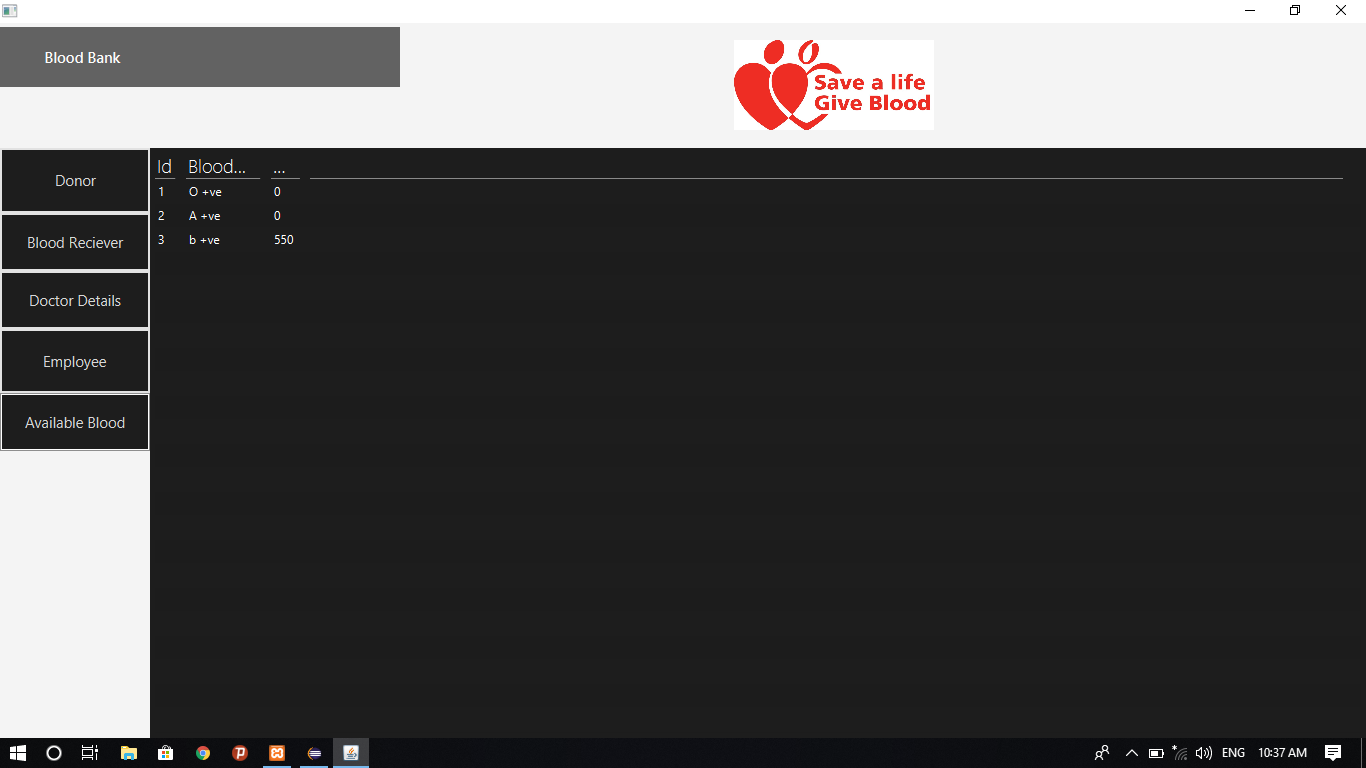 Blood Bank
Save a life
Give Blood
Donor
Blood Reciever
Doctor Details
Employee
Available Blood
Id Blood... ...
1 O +ve 0
2 A +ve 0
3 b +ve 550
ENG 10:37 AM